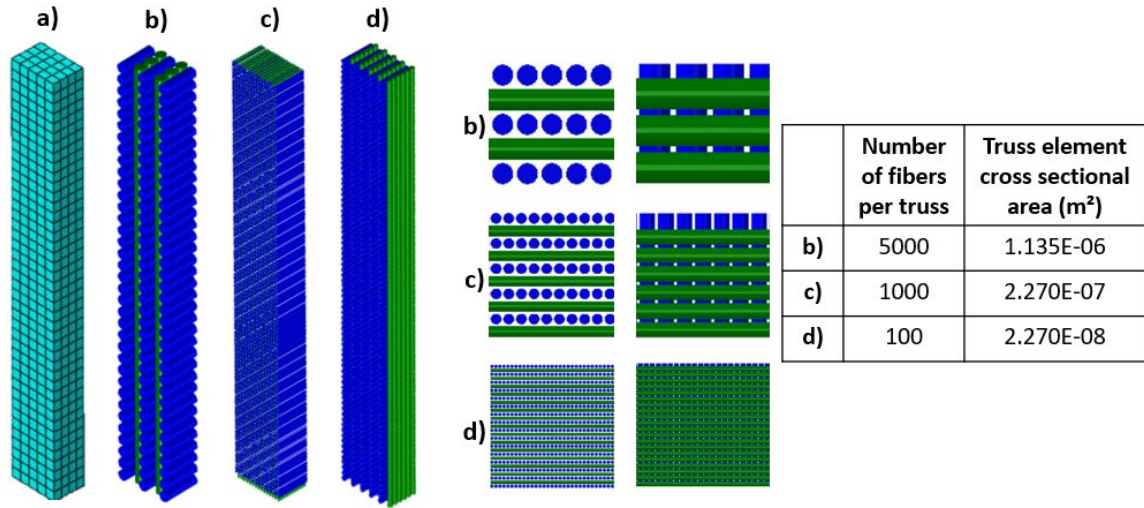 a)
b)
c)
d)
b)
c)
d)
Number
of fibers
per truss
Truss element
cross sectional
area (m²)
b) 5000 1.135E-06
c) 1000 2.270E-07
d) 100 2.270E-08